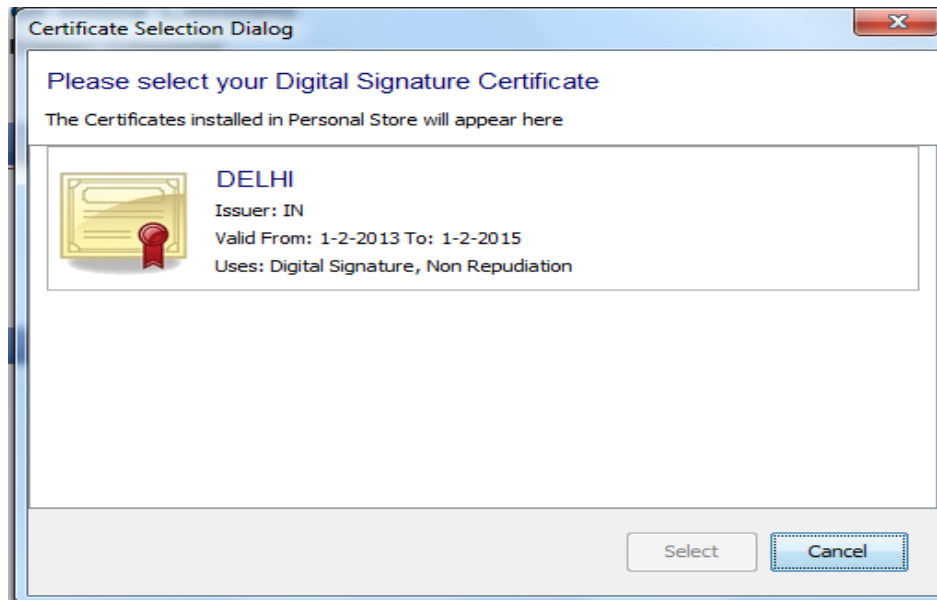 Certificate Selection Dialog
Please select your Digital Signature Certificate
The Certificates installed in Personal Store will appear here
DELHI
Issuer: IN
Valid From: 1-2-2013 To: 1-2-2015
Uses: Digital Signature, Non Repudiation
Select
Cancel